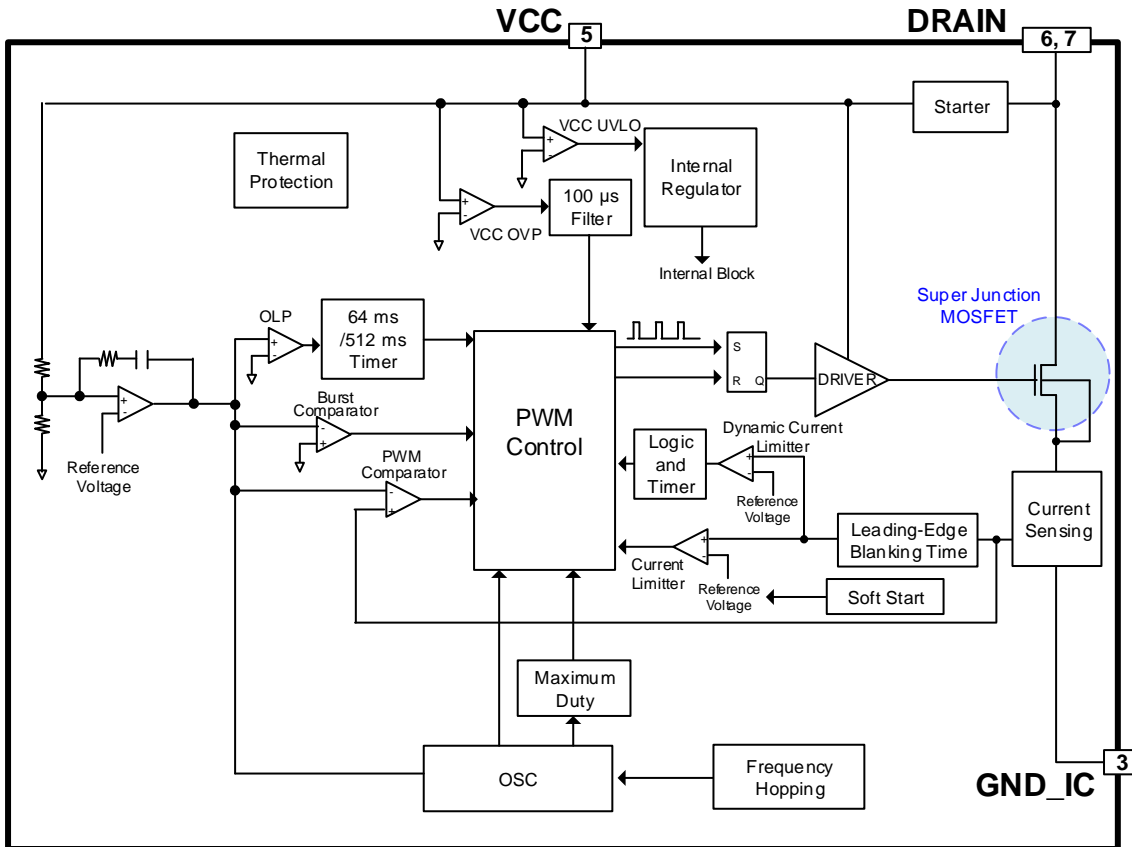 VCC
DRAIN
5
6, 7
Starter
VCC UVLO
Thermal
Protection
Internal
Regulator
100 µs
Filter
VCC OVP
Internal Block
Super Junction
MOSFET
OLP
64 ms
/512 ms
Timer
S
R Q
DRIVER
PWM
Control
Burst Comparator
Reference
Voltage
PWM
Comparator
Logic
and
Timer
Dynamic Current
Limitter
Reference
Voltage
Current
Sensing
Leading-Edge
Blanking Time
Current
Limitter
Reference
Voltage
Soft Start
Maximum
Duty
OSC
Frequency
Hopping
3
GND_IC
+
-
+
-
+
-
+
-
-
+
-
+
+
-
+
-